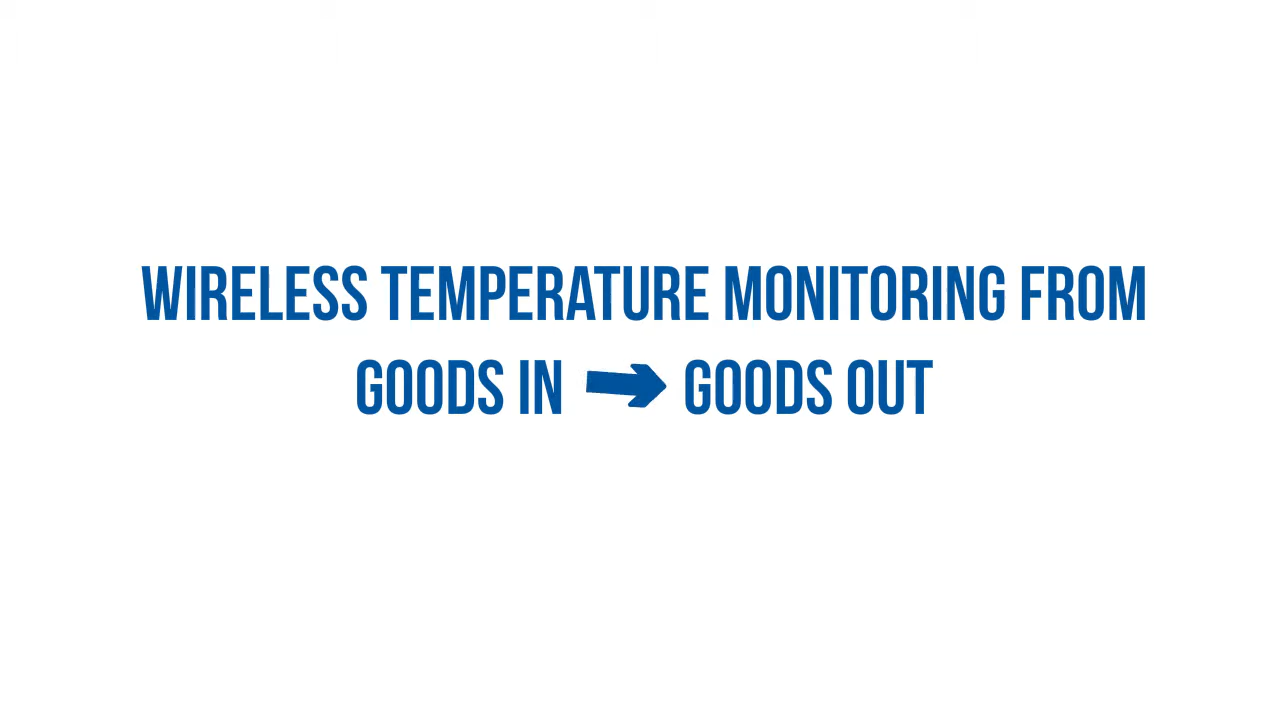 WIRELESS TEMPERATURE MONITORING FROM
GOODS IN ➡ GOODS OUT